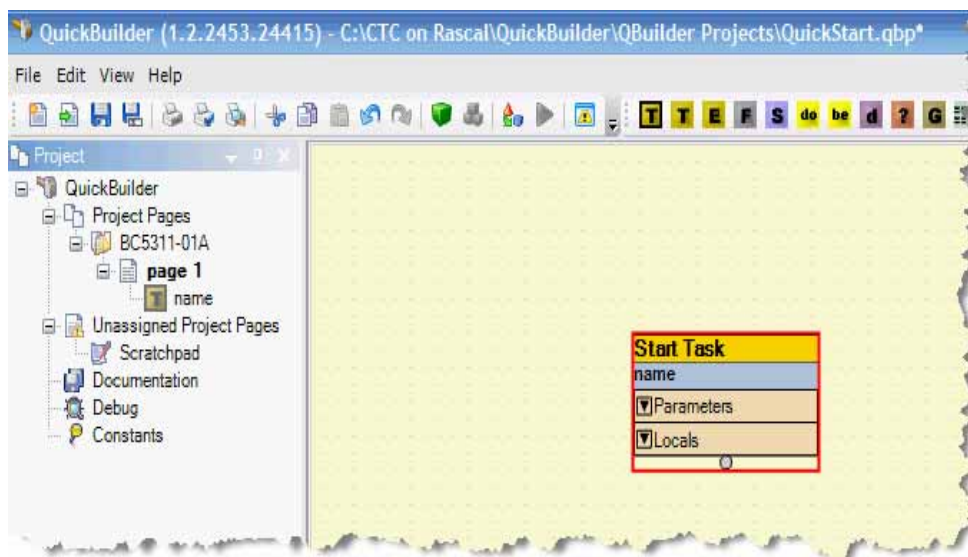 QuickBuilder (1.2.2453.24415) - C:\CTC on Rascal\QuickBuilder\QBuilder Projects\QuickStart.qbp*
File Edit View Help
T T E F S do be d ? G
Project
QuickBuilder
Project Pages
BC5311-01A
page 1
T name
Unassigned Project Pages
Scratchpad
Documentation
Debug
Constants
Start Task
name
Parameters
Locals